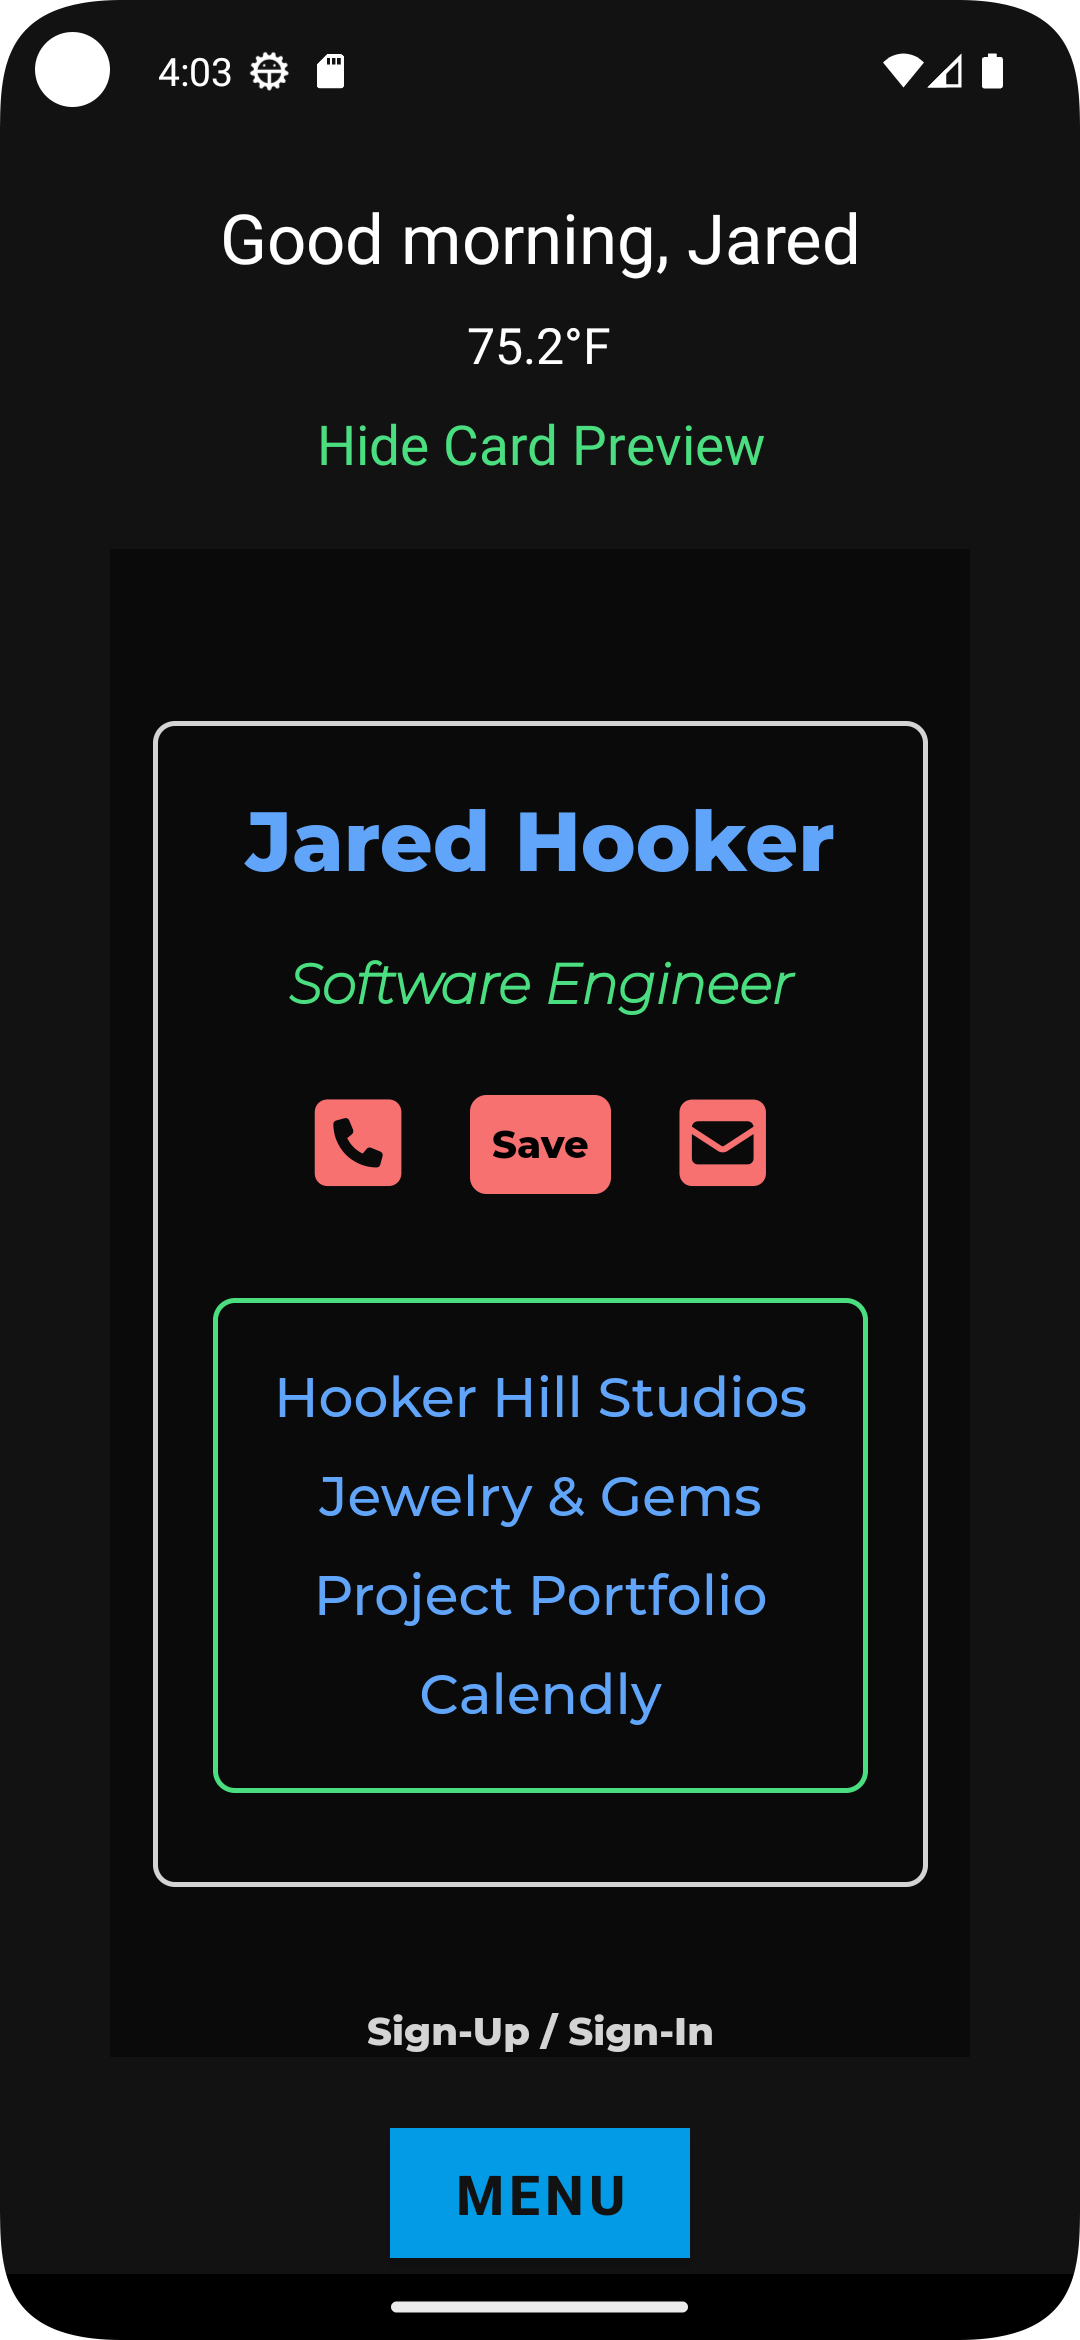 4:03
Good morning, Jared
75.2°F
Hide Card Preview
Jared Hooker
Software Engineer
Save
Hooker Hill Studios
Jewelry & Gems
Project Portfolio
Calendly
Sign-Up / Sign-In
MENU